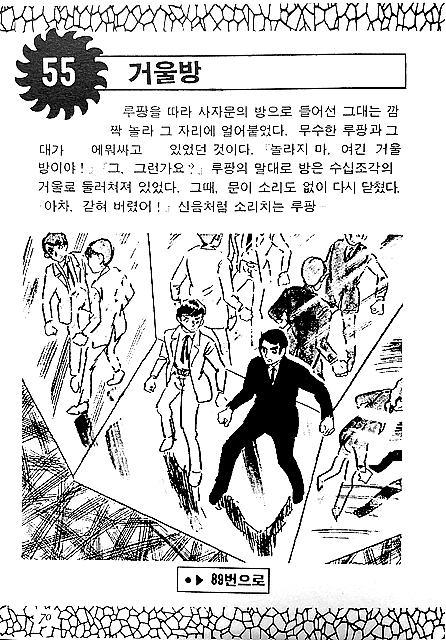 55 거울방
루팡을 따라 사자문의 방으로 들어선 그대는 깜
짝 놀라 그 자리에 얼어붙었다. 무수한 루팡과 그
대가 에워싸고 있었던 것이다. 『놀라지 마. 여긴 거울
방이야!』『그, 그런가요?』 루팡의 말대로 방은 수십조각의
거울로 둘러쳐져 있었다. 그때, 문이 소리도 없이 다시 닫혔다.
『아차, 갇혀 버렸어!』 신음처럼 소리치는 루팡―
●▶ 89번으로
70